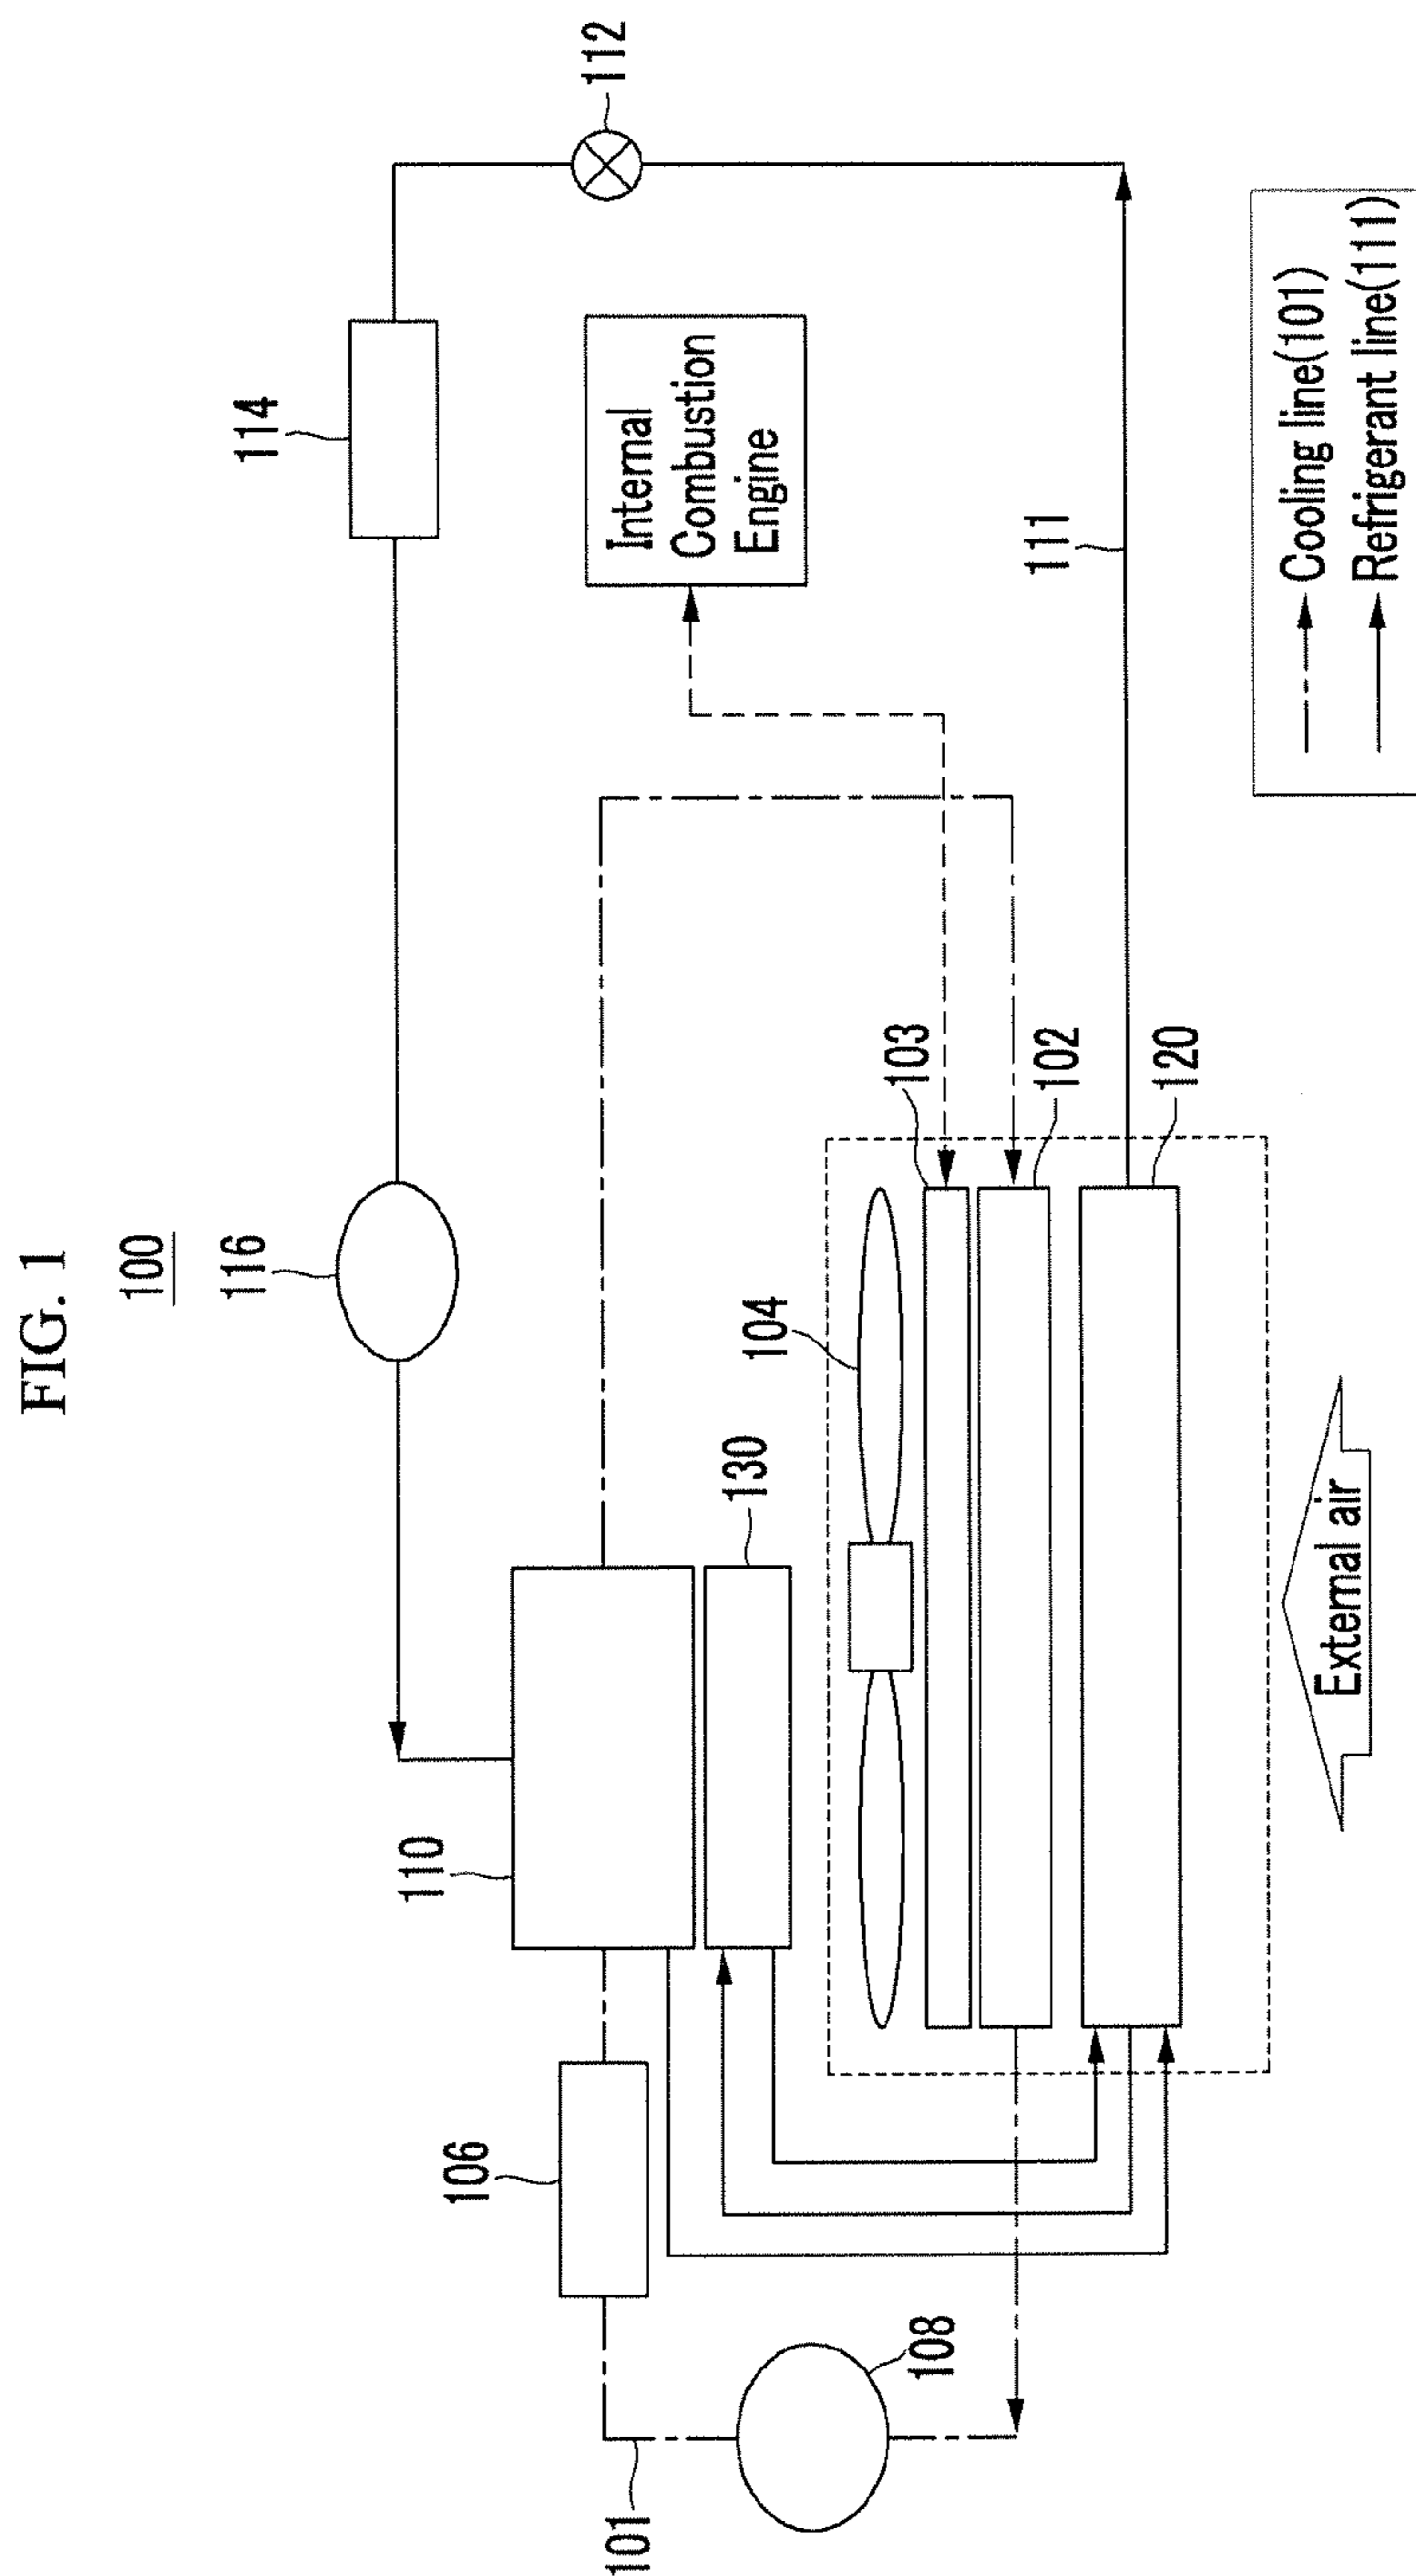 FIG. 1
100
116
114
112
110
130
104
103
102
120
106
108
101
111
Internal
Combustion
Engine
External air
Cooling line(101)
Refrigerant line(111)